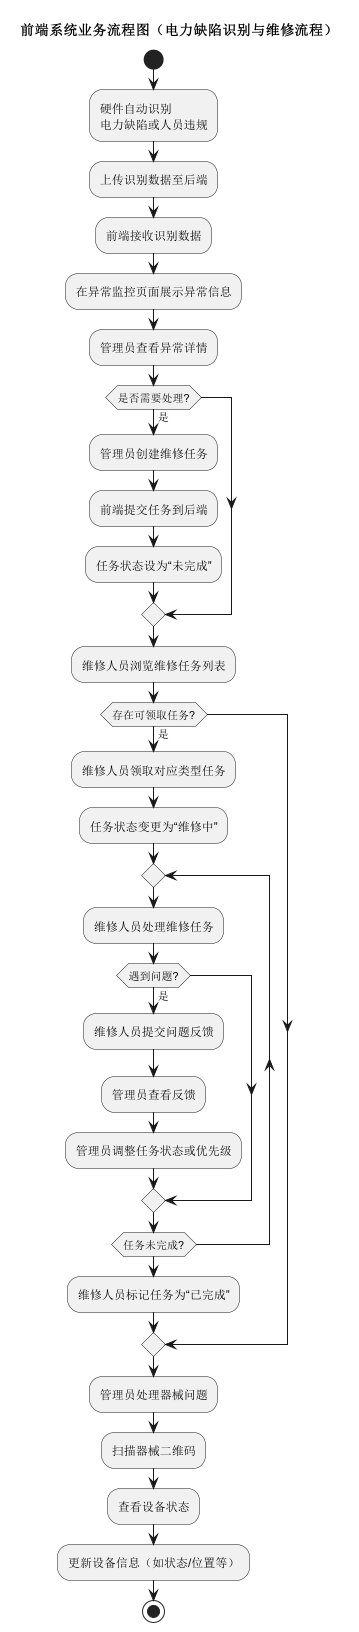 前端系统业务流程图（电力缺陷识别与维修流程）
硬件自动识别
电力缺陷或人员违规
上传识别数据至后端
前端接收识别数据
在异常监控页面展示异常信息
管理员查看异常详情
是否需要处理?
是
管理员创建维修任务
前端提交任务到后端
任务状态设为“未完成”
维修人员浏览维修任务列表
存在可领取任务?
是
维修人员领取对应类型任务
任务状态变更为“维修中”
维修人员处理维修任务
遇到问题?
是
维修人员提交问题反馈
管理员查看反馈
管理员调整任务状态或优先级
任务未完成?
维修人员标记任务为“已完成”
管理员处理器械问题
扫描器械二维码
查看设备状态
更新设备信息（如状态/位置等）